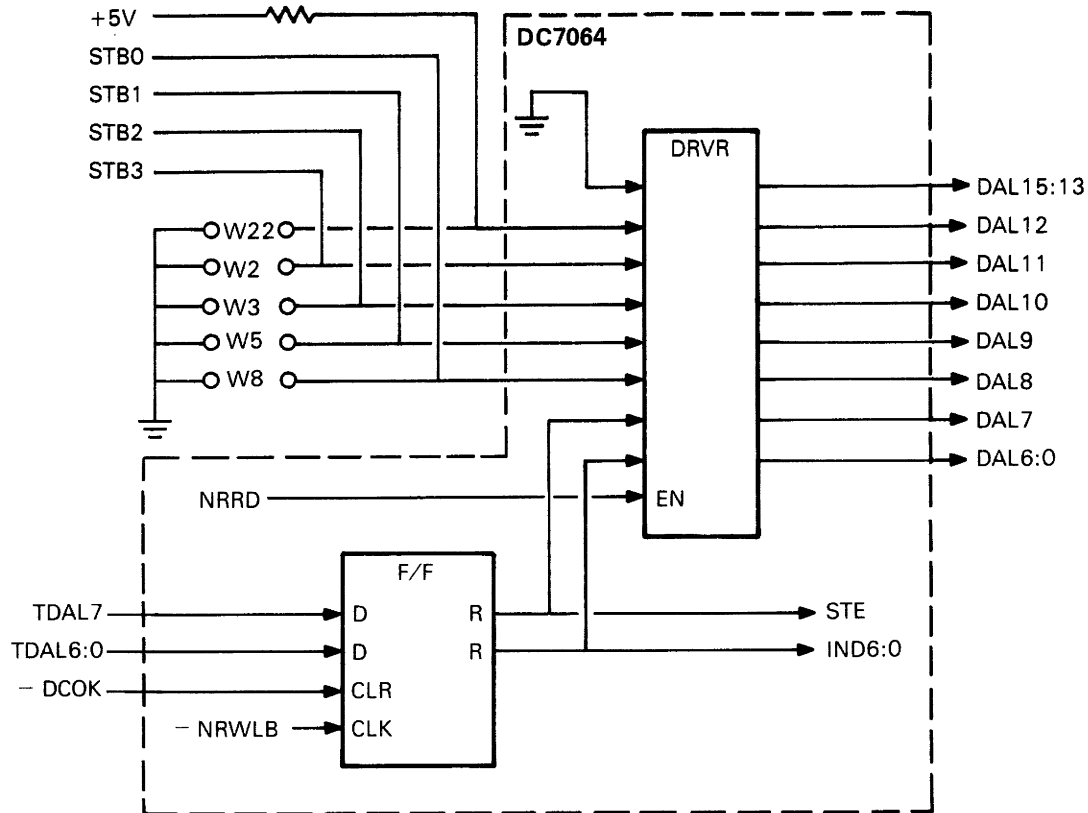 +5V
STB0
STB1
STB2
STB3
DC7064
DRVR
DAL15:13
DAL12
DAL11
DAL10
DAL9
DAL8
DAL7
DAL6:0
W22
W2
W3
W5
W8
NRRD
EN
F/F
TDAL7
D
R
STE
TDAL6:0
D
R
IND6:0
– DCOK
CLR
– NRWLB
CLK